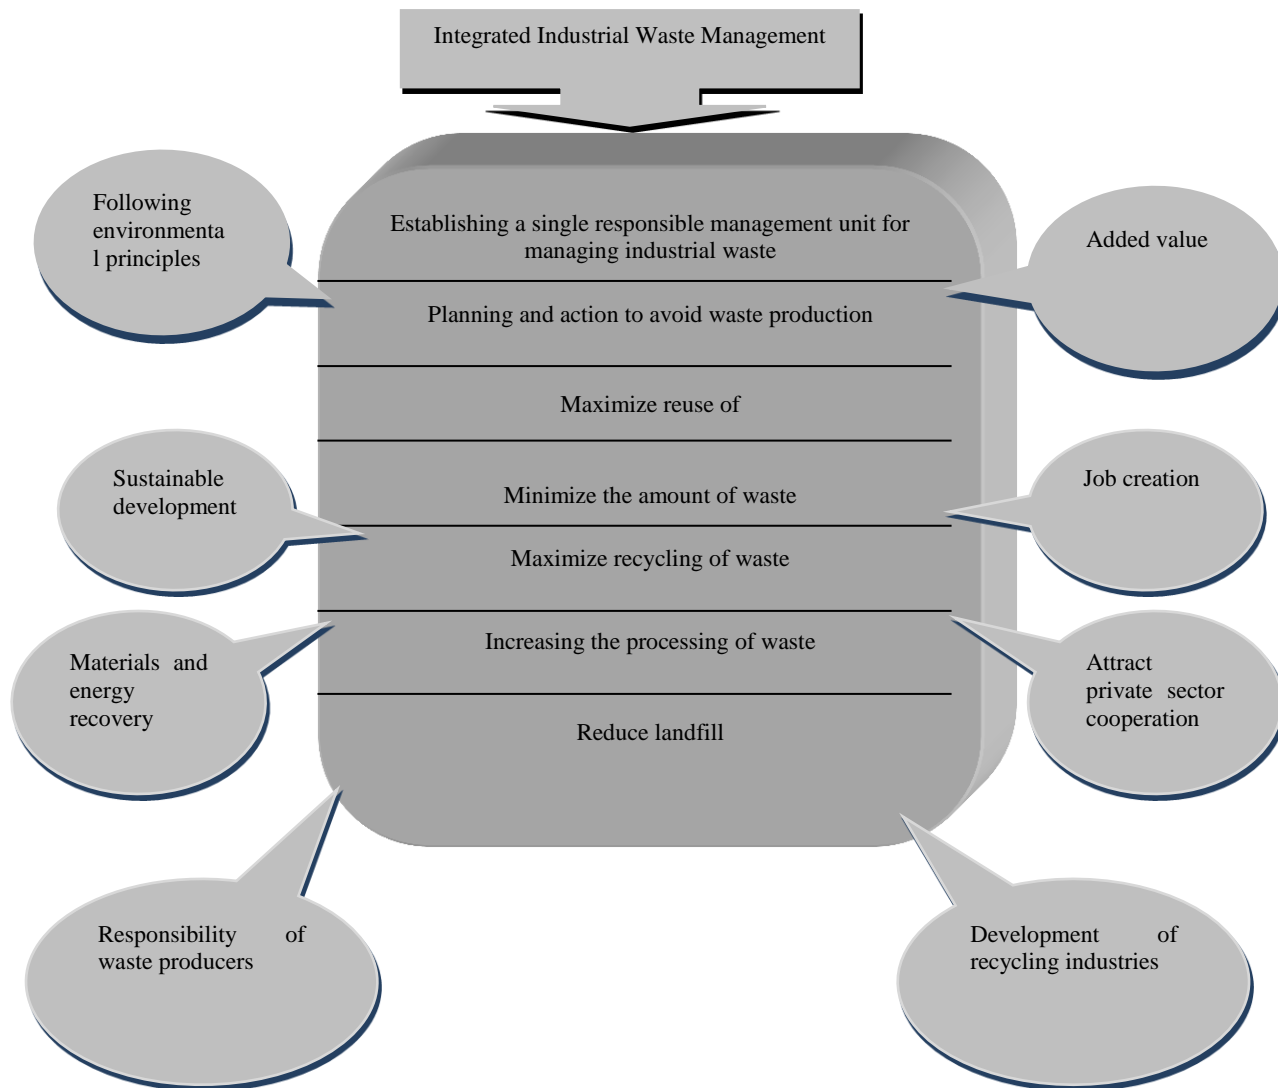 Integrated Industrial Waste Management
Following
environmenta
l principles
Establishing a single responsible management unit for
managing industrial waste
Added value
Planning and action to avoid waste production
Maximize reuse of
Sustainable
development
Minimize the amount of waste
Job creation
Maximize recycling of waste
Increasing the processing of waste
Materials and
energy
recovery
Attract
private sector
cooperation
Reduce landfill
Responsibility of
waste producers
Development of
recycling industries